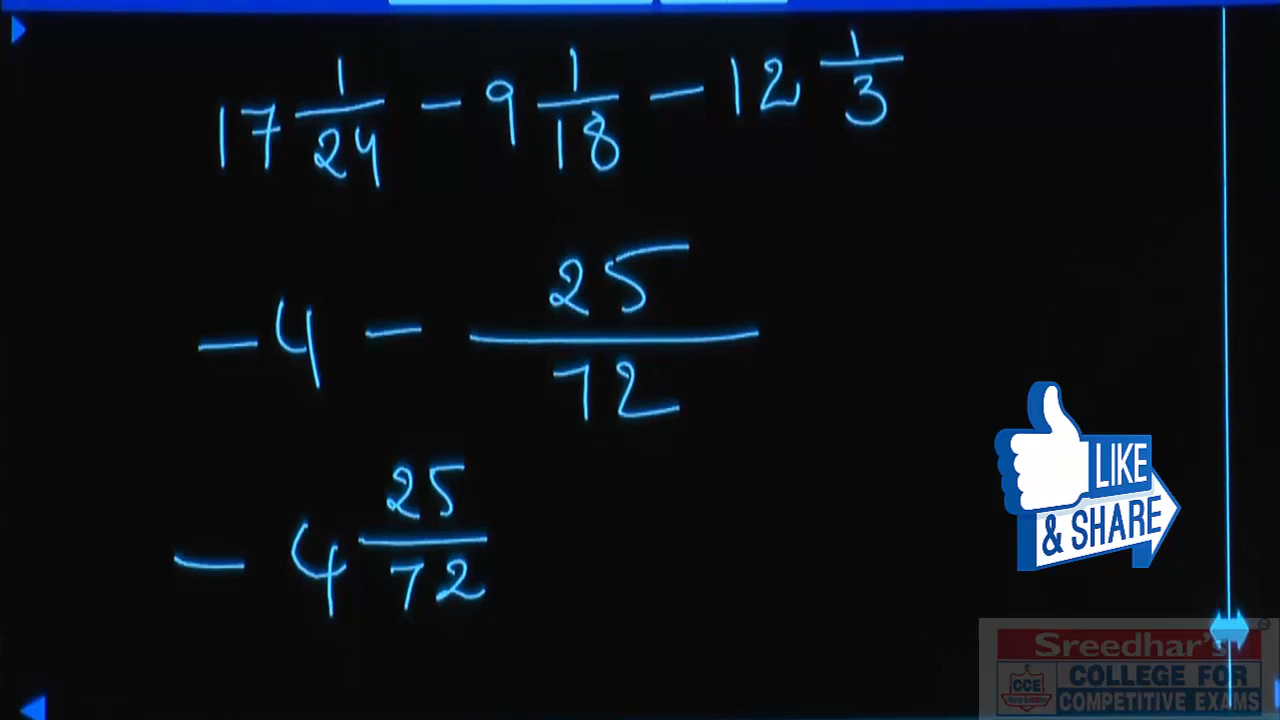 17 1/24 - 9 1/18 - 12 1/3
-4 - 25/72
- 4 25/72
LIKE
& SHARE
Sreedhar's
CCE
COLLEGE FOR
COMPETITIVE EXAMS